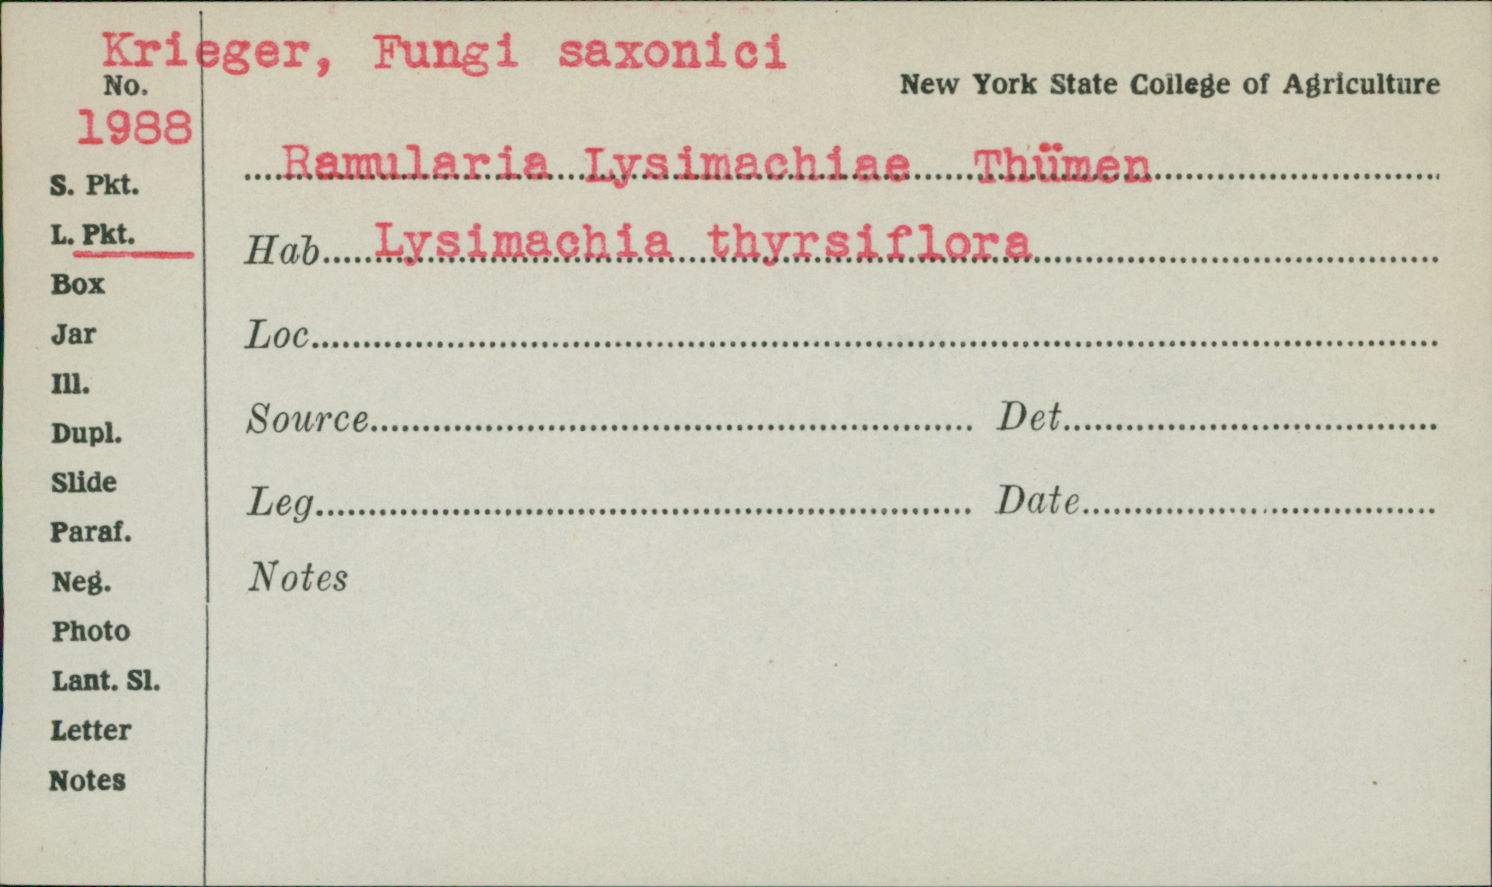 Krieger, Fungi saxonici
No.
New York State College of Agriculture
1988
Ramularia Lysimachiae Thümen
S. Pkt.
L. Pkt.
Hab. Lysimachia thyrsiflora
Box
Jar
Loc.
Ill.
Dupl.
Source Det.
Slide
Leg. Date
Paraf.
Neg.
Notes
Photo
Lant. Sl.
Letter
Notes